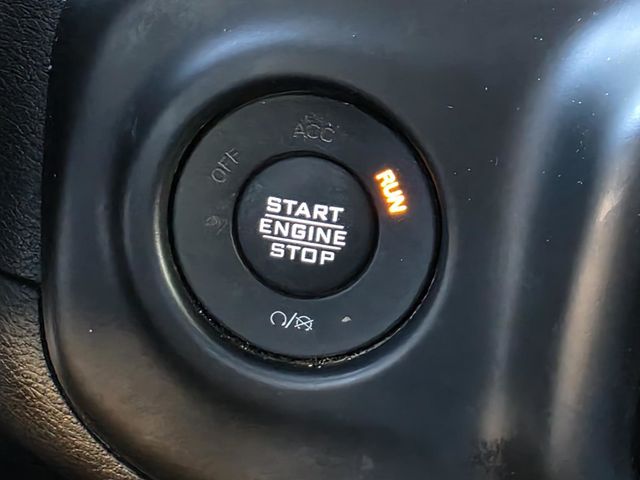 ACC
OFF
RUN
START
ENGINE
STOP